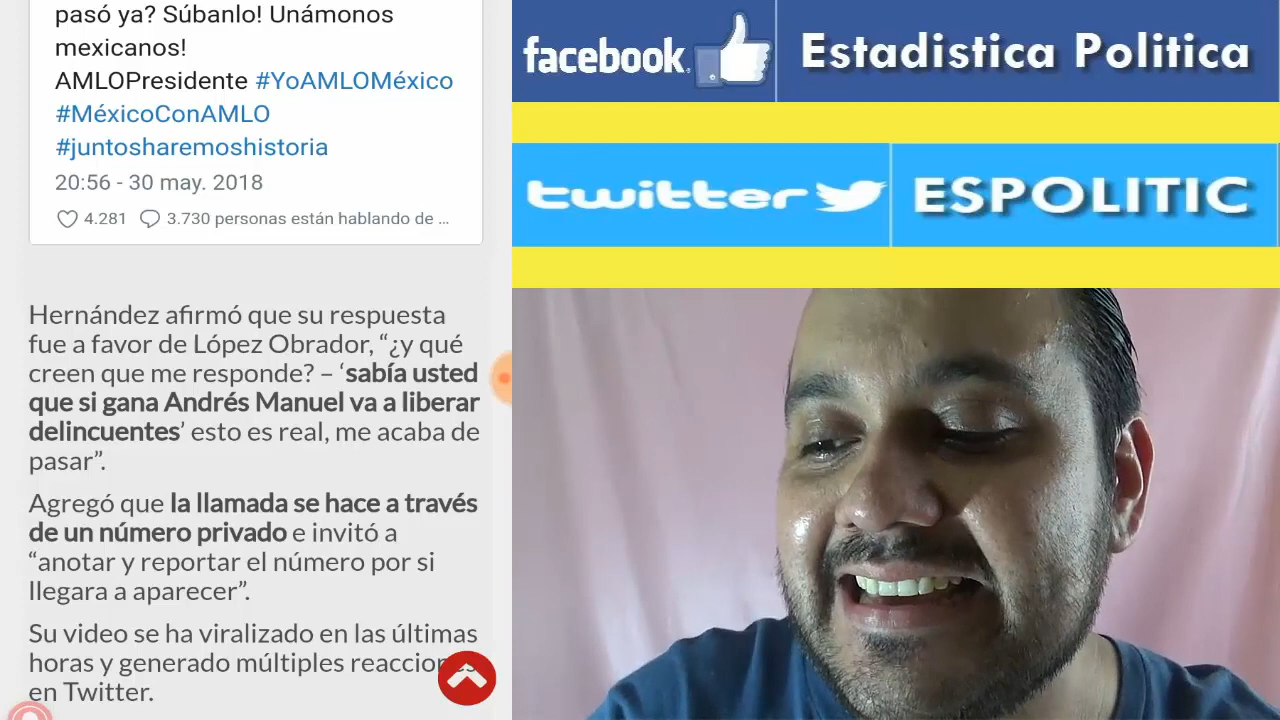 pasó ya? Súbanlo! Unámonos
mexicanos!
AMLOPresidente #YoAMLOMéxico
#MéxicoConAMLO
#juntosharemoshistoria
20:56 - 30 may. 2018
4.281 3.730 personas están hablando de ...
Hernández afirmó que su respuesta
fue a favor de López Obrador, “¿y qué
creen que me responde? – ‘sabía usted
que si gana Andrés Manuel va a liberar
delincuentes’ esto es real, me acaba de
pasar”.
Agregó que la llamada se hace a través
de un número privado e invitó a
“anotar y reportar el número por si
llegara a aparecer”.
Su video se ha viralizado en las últimas
horas y generado múltiples reacciones
en Twitter.
facebook Estadistica Politica
twitter ESPOLITIC